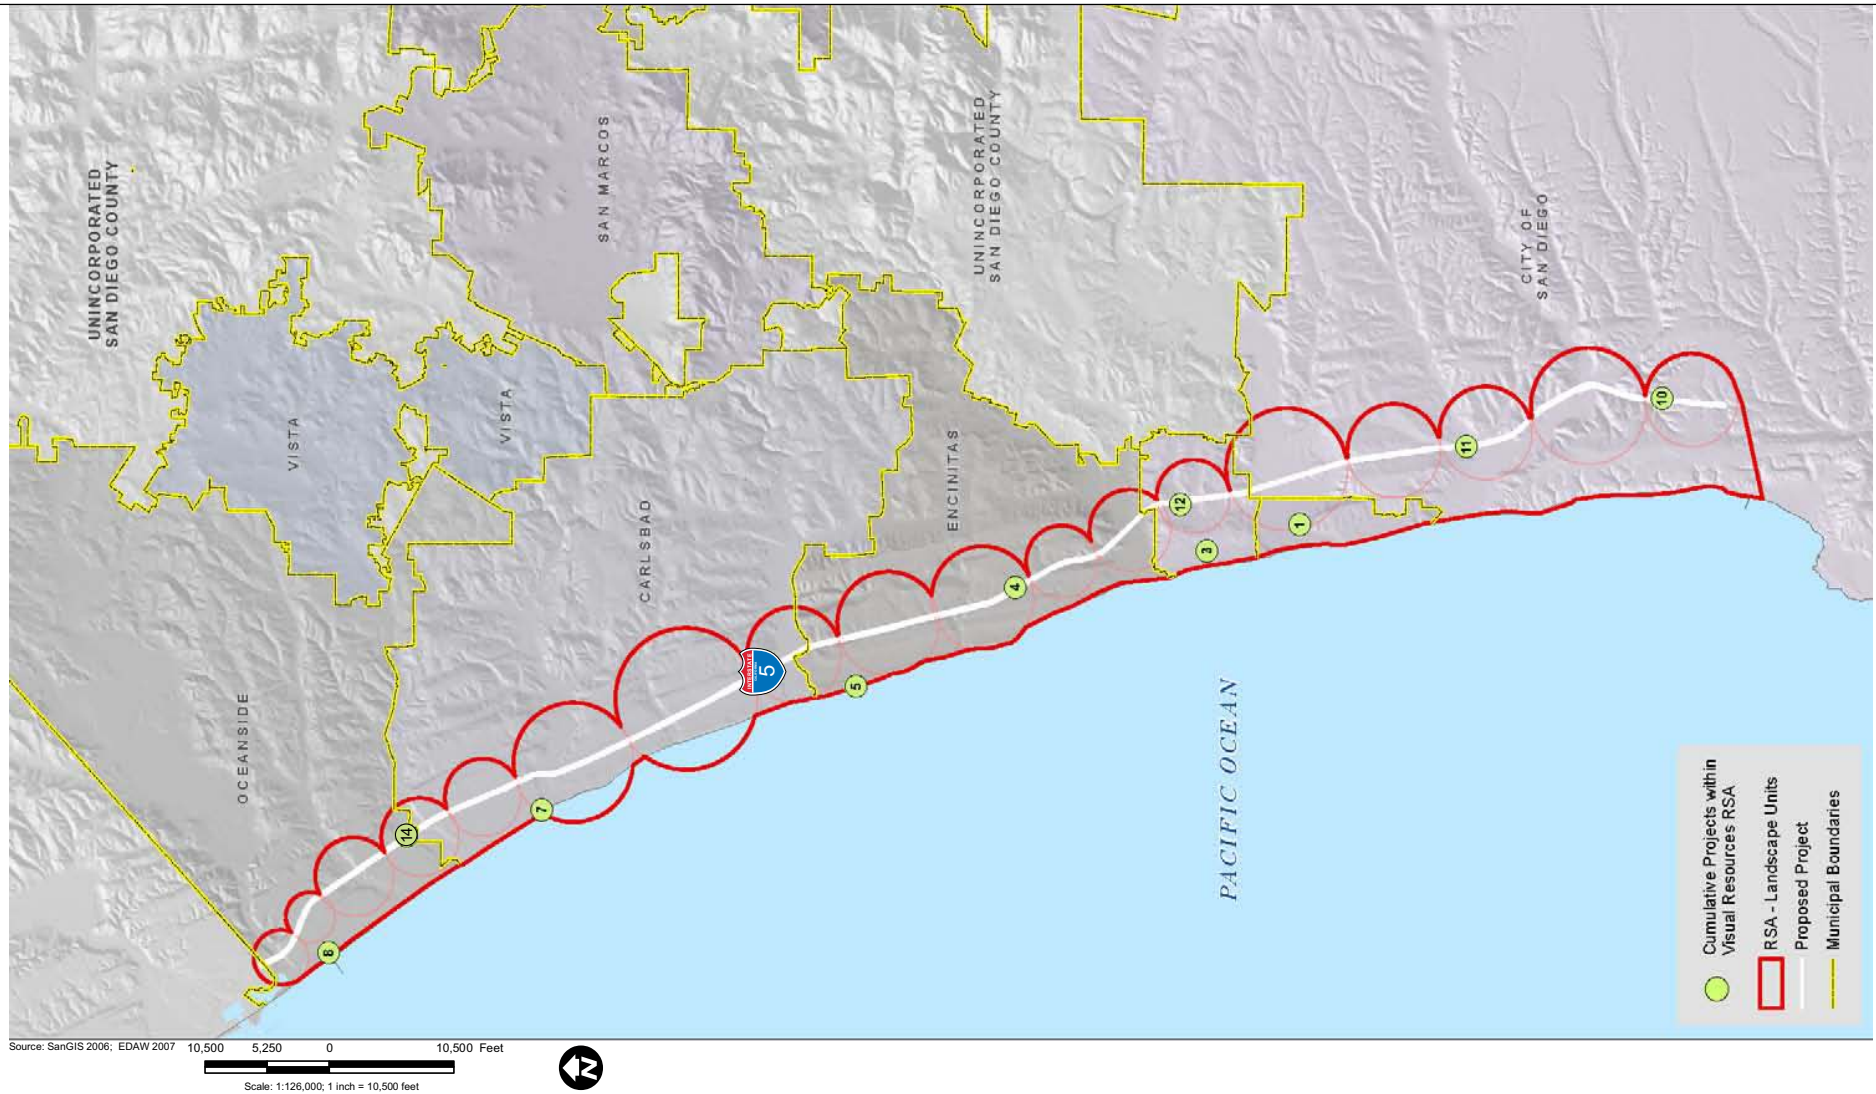 UNINCORPORATED
SAN DIEGO COUNTY
SAN MARCOS
UNINCORPORATED
SAN DIEGO COUNTY
CITY OF
SAN DIEGO
VISTA
VISTA
ENCINITAS
CARLSBAD
OCEANSIDE
INTERSTATE
5
8
14
7
5
4
3
12
1
11
10
PACIFIC OCEAN
Cumulative Projects within
Visual Resources RSA
RSA - Landscape Units
Proposed Project
Municipal Boundaries
Source: SanGIS 2006; EDAW 2007
10,500 5,250 0 10,500 Feet
Scale: 1:126,000; 1 inch = 10,500 feet
N